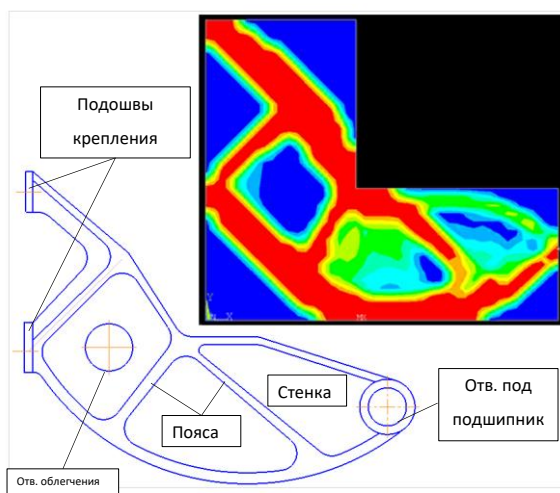 Подошвы
крепления
Стенка
Отв. под
подшипник
Пояса
Отв. облегчения
Y
X